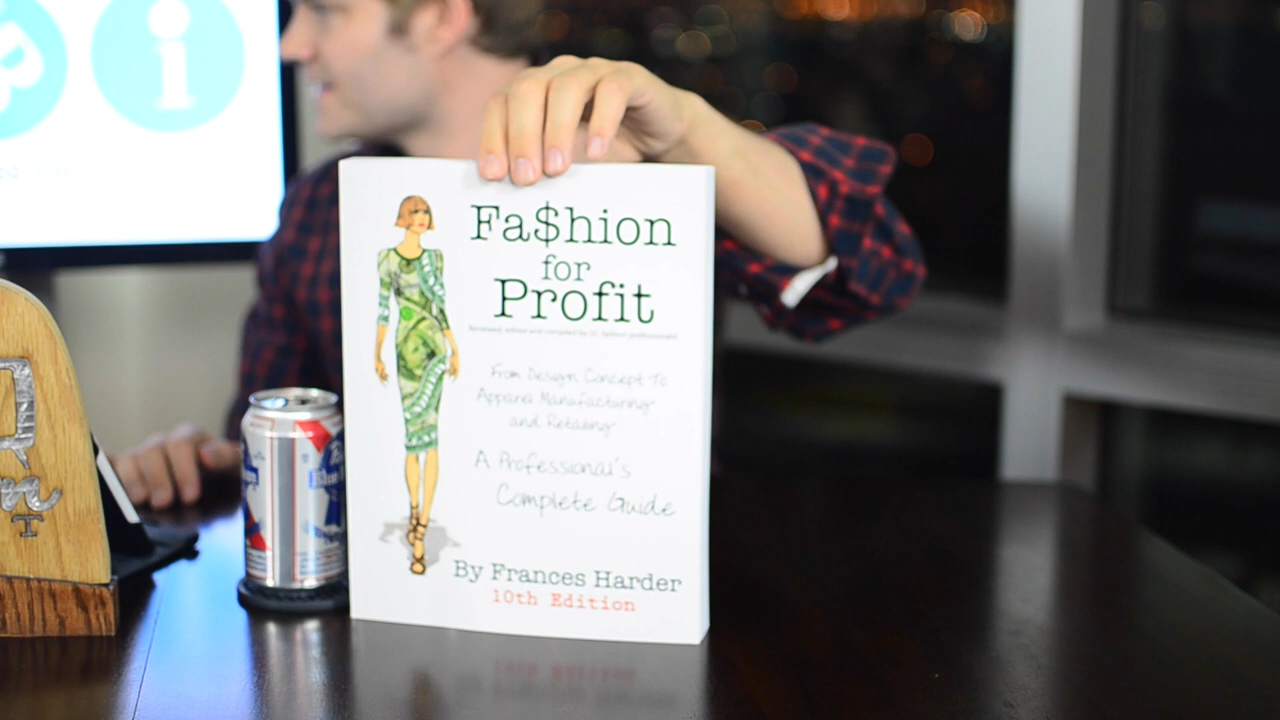 Fa$hion
for
Profit
From Design Concept To
Apparel Manufacturing
and Retailing
A Professional's
Complete Guide
By Frances Harder
10th Edition
i